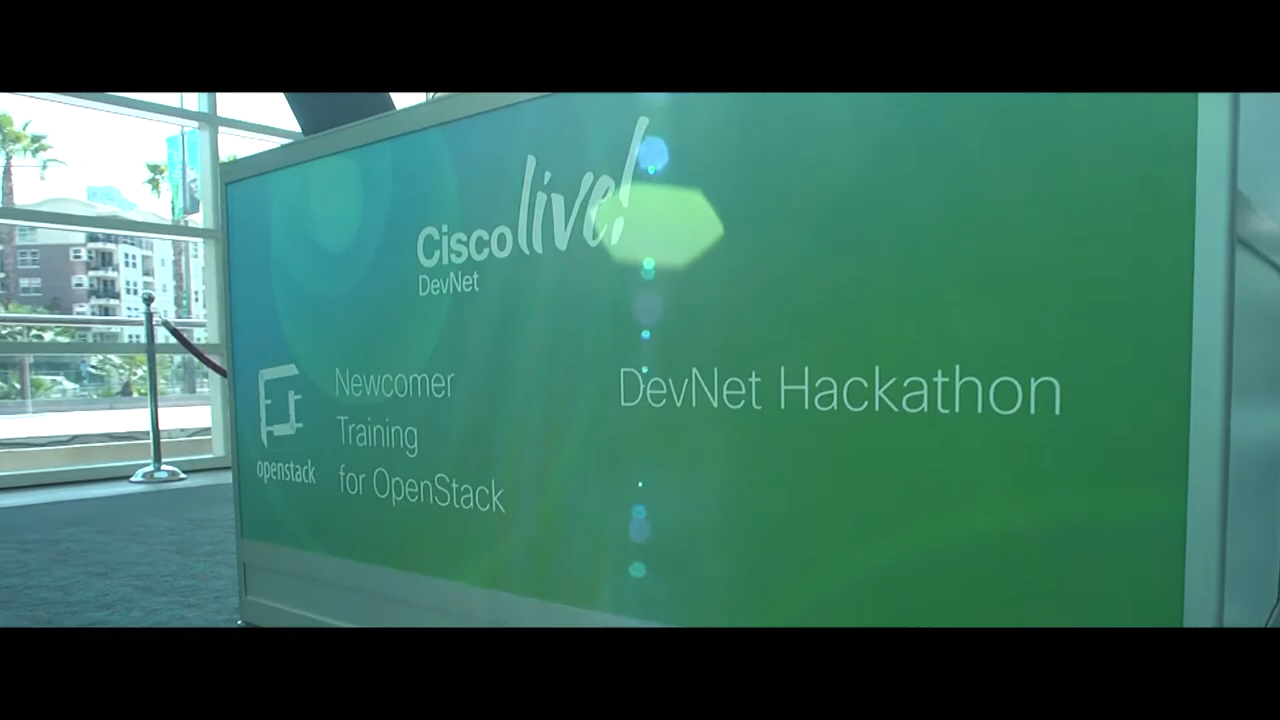 Cisco live!
DevNet
openstack
Newcomer
Training
for OpenStack
DevNet Hackathon